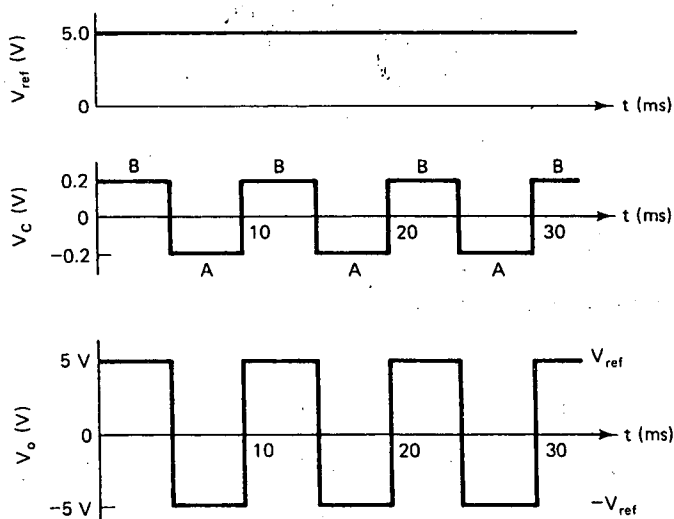 V_ref (V)
5.0
0
t (ms)
V_C (V)
B B B B
0.2
0
-0.2
10 20 30
t (ms)
A A A
V_o (V)
5 V
V_ref
0
t (ms)
10 20 30
-5 V
-V_ref